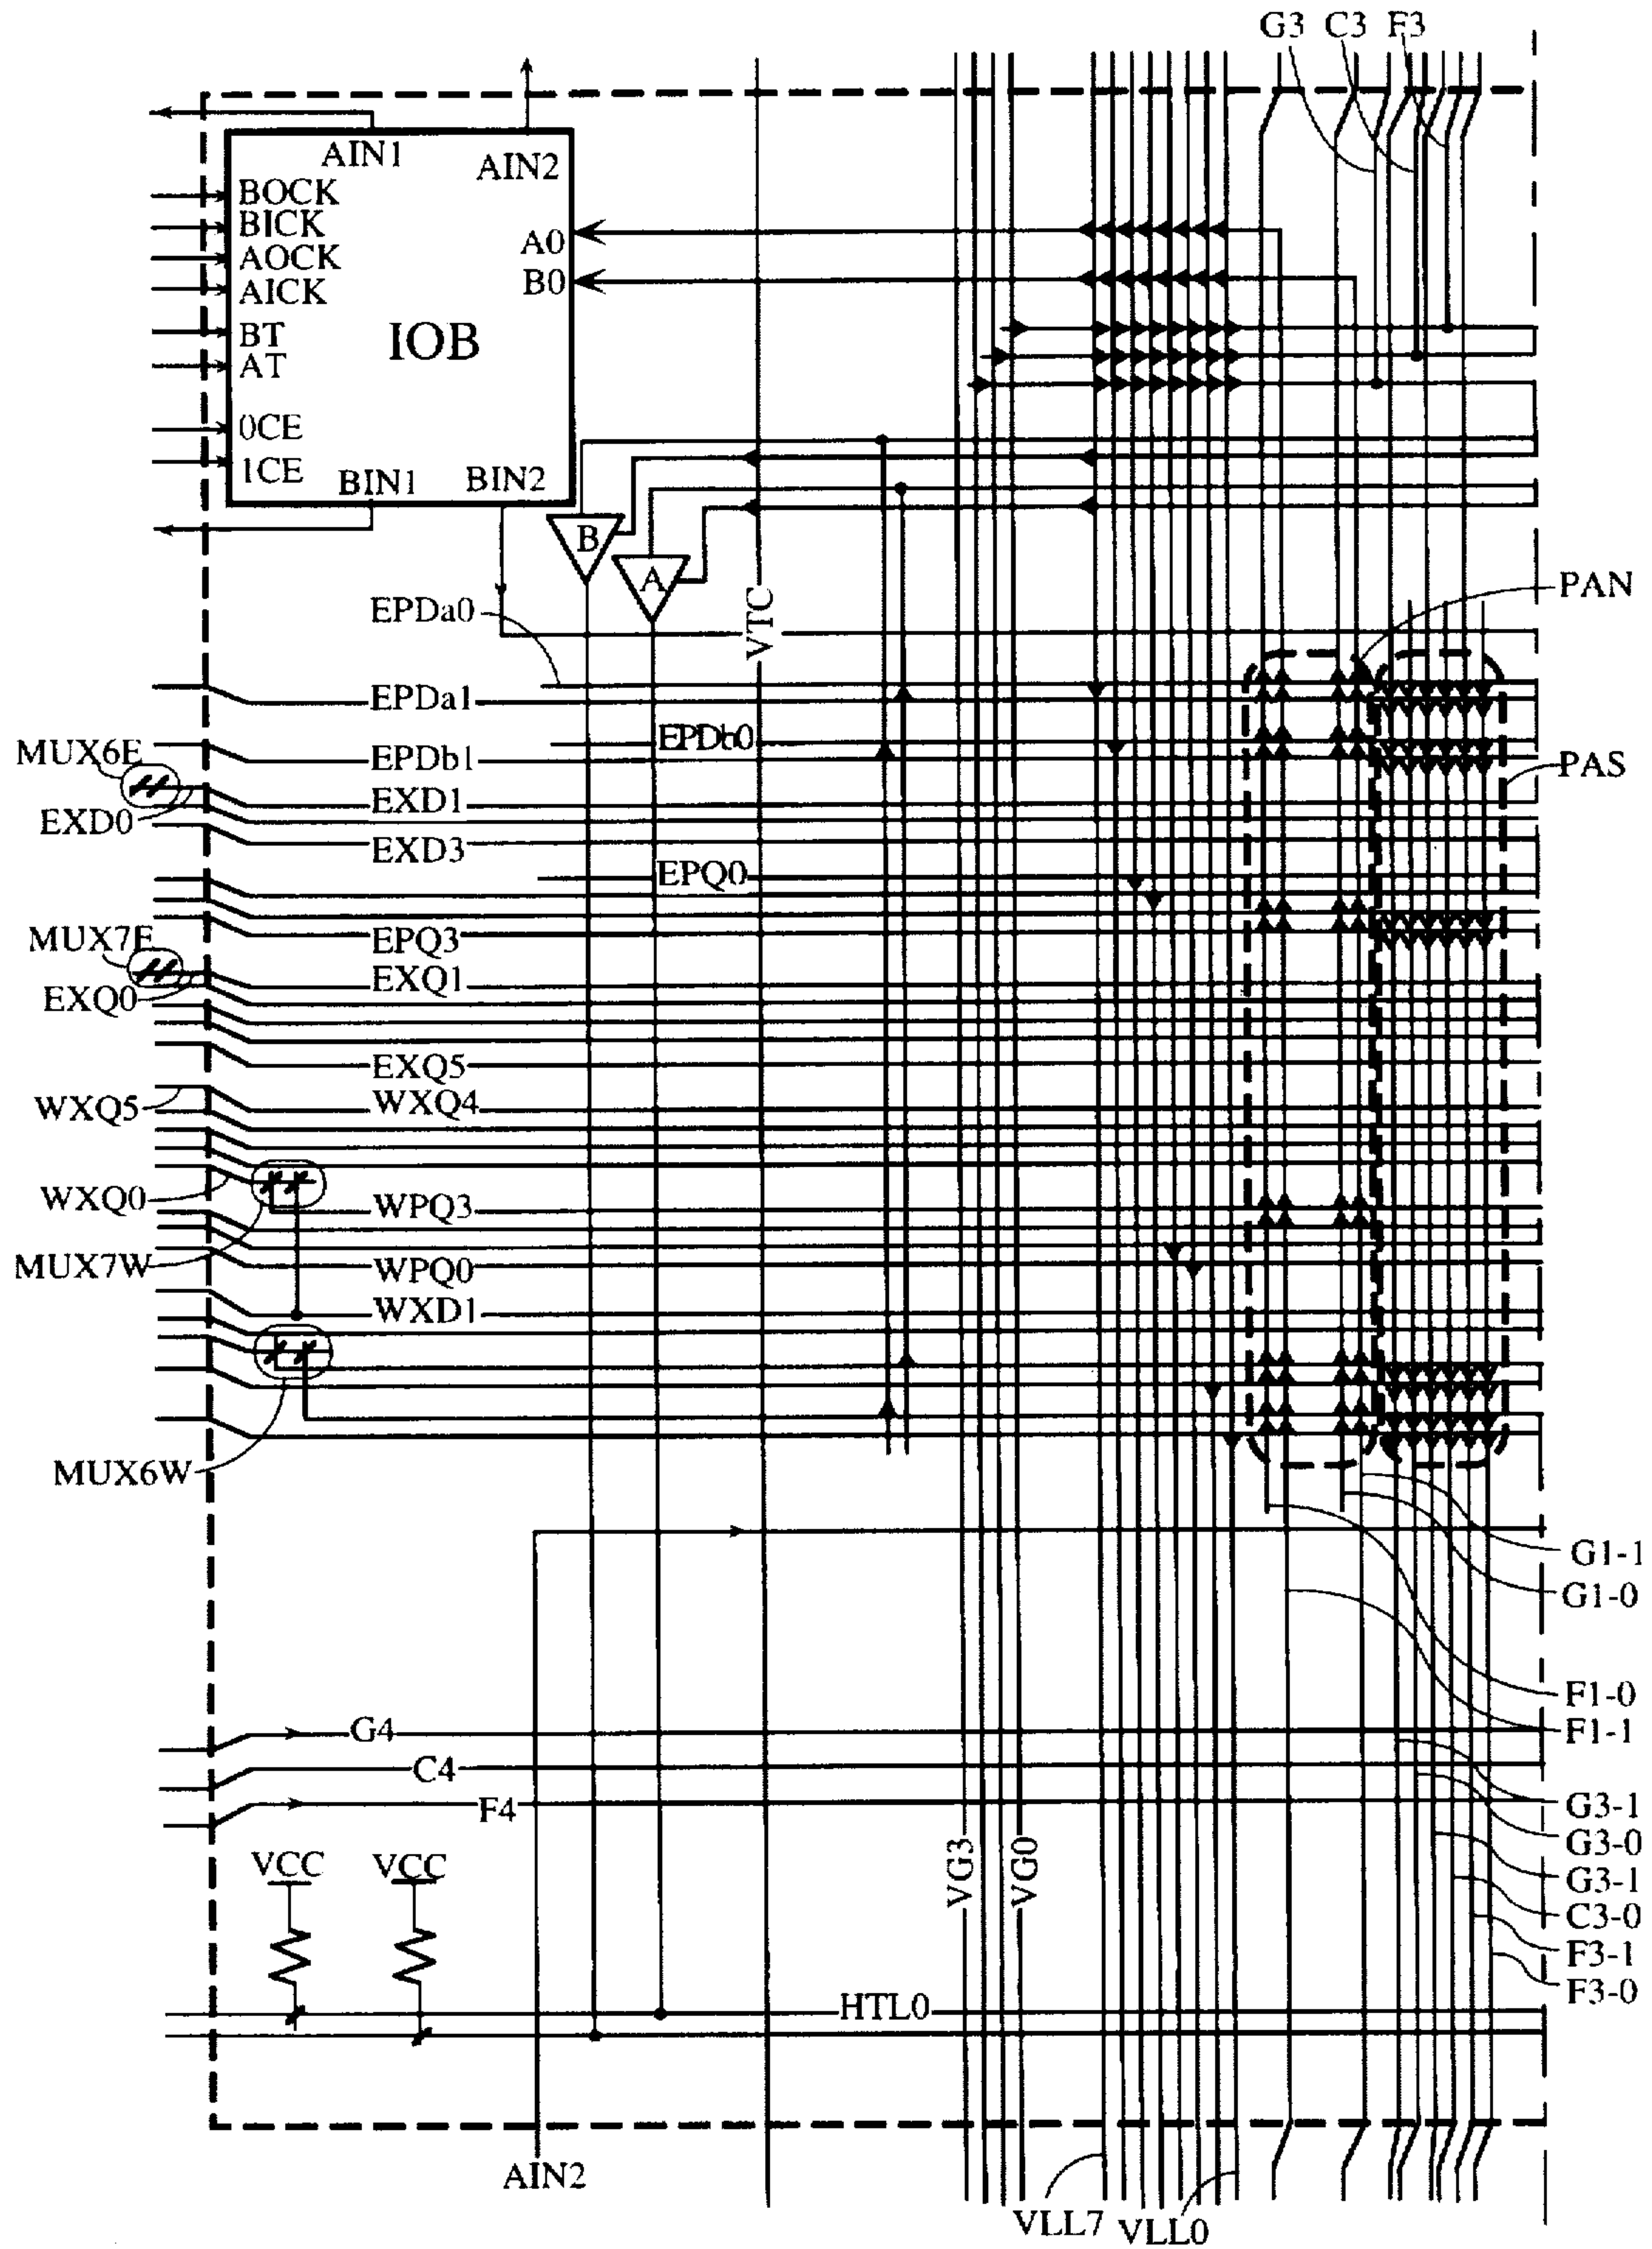 G3 C3 F3
AIN1
AIN2
BOCK
BICK
AOCK
AICK
BT
AT
0CE
1CE
A0
B0
IOB
BIN1
BIN2
B
A
VTC
PAN
PAS
EPDa0
EPDa1
EPDb0
EPDb1
MUX6E
EXD0
EXD1
EXD3
EPQ0
EPQ3
MUX7E
EXQ0
EXQ1
EXQ5
WXQ5
WXQ4
WXQ0
WPQ3
MUX7W
WPQ0
WXD1
MUX6W
G1-1
G1-0
F1-0
F1-1
G4
C4
F4
G3-1
G3-0
G3-1
C3-0
F3-1
F3-0
VCC VCC
VG3
VG0
HTL0
AIN2
VLL7 VLL0